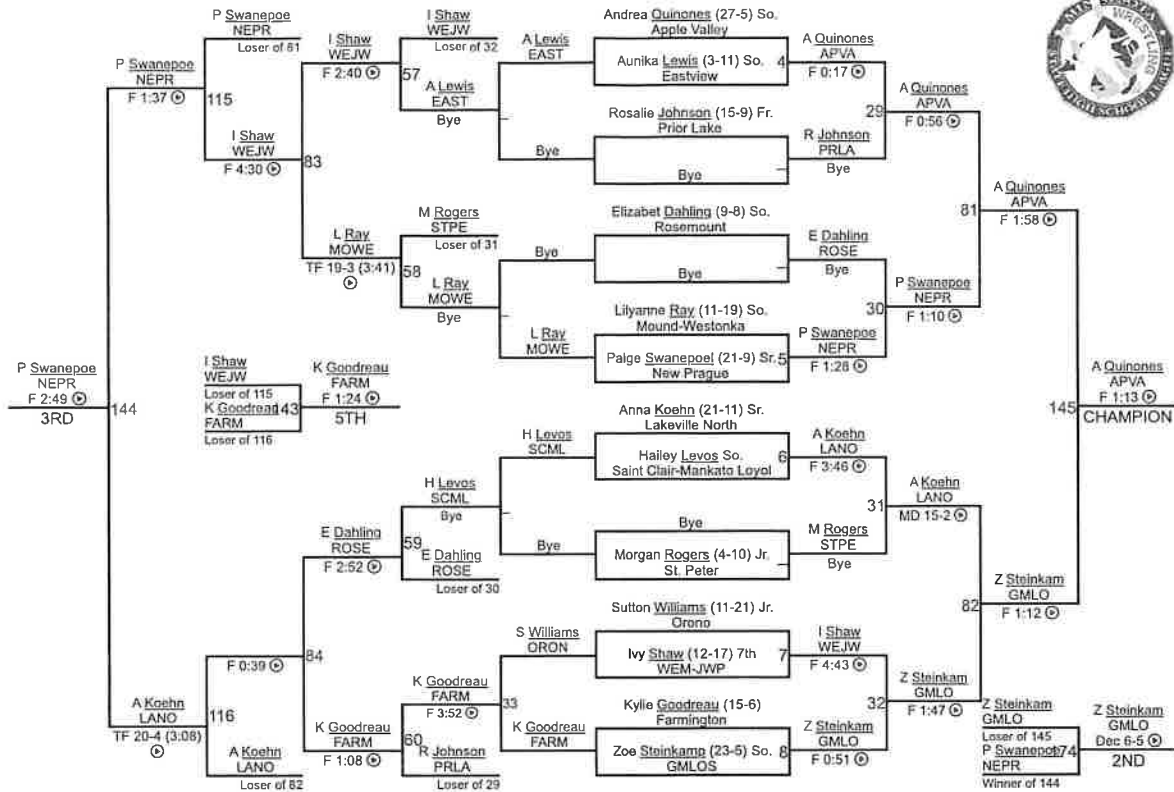 P Swanepoe
NEPR
Loser of 81
I Shaw
WEJW
Loser of 32
A Lewis
EAST
Andrea Quinones (27-5) So.
Apple Valley
Aunika Lewis (3-11) So.
Eastview
4
A Quinones
APVA
F 0:17
P Swanepoe
NEPR
F 1:37
115
I Shaw
WEJW
F 2:40
57
A Lewis
EAST
Bye
A Quinones
APVA
F 0:56
29
Rosalie Johnson (15-9) Fr.
Prior Lake
Bye
Bye
R Johnson
PRLA
Bye
I Shaw
WEJW
F 4:30
83
A Quinones
APVA
F 1:58
81
M Rogers
STPE
Loser of 31
Elizabet Dahling (9-8) So.
Rosemount
Bye
Bye
E Dahling
ROSE
Bye
L Ray
MOWE
TF 19-3 (3:41)
58
L Ray
MOWE
Bye
P Swanepoe
NEPR
F 1:10
30
Lilyanne Ray (11-19) So.
Mound-Westonka
L Ray
MOWE
Paige Swanepoel (21-9) Sr.
New Prague
5
P Swanepoe
NEPR
F 1:28
P Swanepoe
NEPR
F 2:49
3RD
144
I Shaw
WEJW
Loser of 115
K Goodreau
FARM
Loser of 116
143
K Goodreau
FARM
F 1:24
5TH
A Quinones
APVA
F 1:13
CHAMPION
145
Anna Koehn (21-11) Sr.
Lakeville North
H Levos
SCML
Hailey Levos So.
Saint Clair-Mankato Loyol
6
A Koehn
LANO
F 3:46
H Levos
SCML
Bye
A Koehn
LANO
MD 15-2
31
Bye
Bye
Morgan Rogers (4-10) Jr.
St. Peter
M Rogers
STPE
Bye
E Dahling
ROSE
F 2:52
59
E Dahling
ROSE
Loser of 30
Z Steinkam
GMLO
F 1:12
82
Sutton Williams (11-21) Jr.
Orono
S Williams
ORON
Ivy Shaw (12-17) 7th
WEM-JWP
7
I Shaw
WEJW
F 4:43
F 0:39
84
K Goodreau
FARM
F 3:52
33
Z Steinkam
GMLO
F 1:47
32
A Koehn
LANO
TF 20-4 (3:08)
116
Kylie Goodreau (15-6)
Farmington
K Goodreau
FARM
Zoe Steinkamp (23-5) So.
GMLOS
8
Z Steinkam
GMLO
F 0:51
K Goodreau
FARM
F 1:08
60
R Johnson
PRLA
Loser of 29
A Koehn
LANO
Loser of 82
Z Steinkam
GMLO
Loser of 145
P Swanepoe
NEPR
Winner of 144
174
Z Steinkam
GMLO
Dec 6-5
2ND
WRESTLING